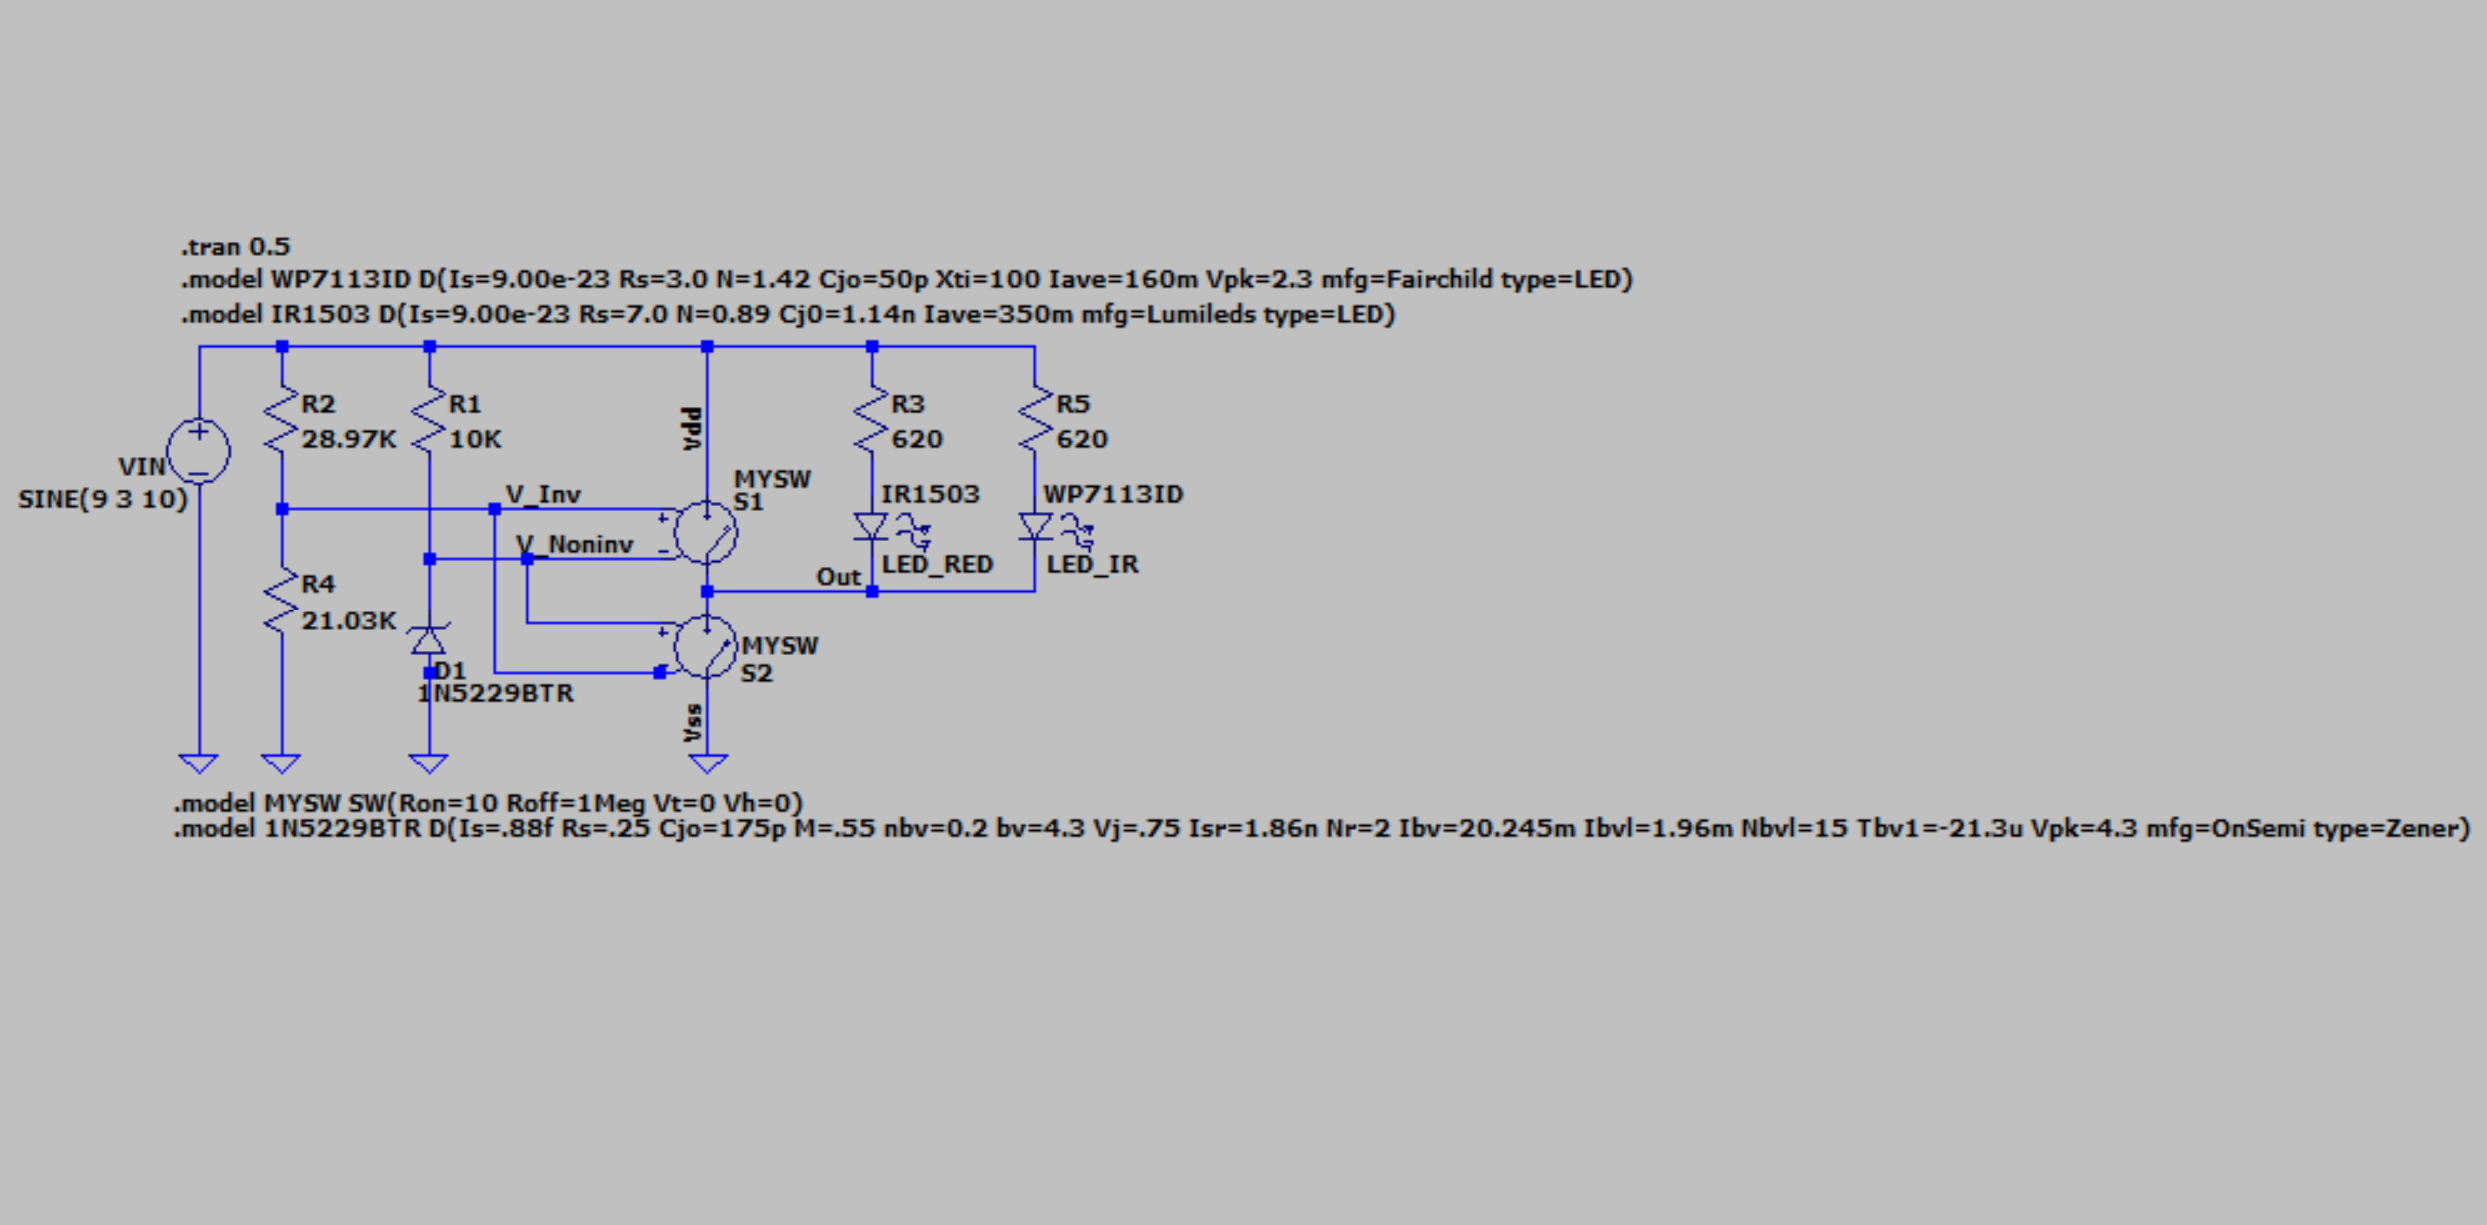 .tran 0.5
.model WP7113ID D(Is=9.00e-23 Rs=3.0 N=1.42 Cjo=50p Xti=100 Iave=160m Vpk=2.3 mfg=Fairchild type=LED)
.model IR1503 D(Is=9.00e-23 Rs=7.0 N=0.89 Cj0=1.14n Iave=350m mfg=Lumileds type=LED)
R2
28.97K
R1
10K
Vdd
R3
620
R5
620
VIN
SINE(9 3 10)
V_Inv
MYSW
S1
IR1503
WP7113ID
V_Noninv
Out
LED_RED
LED_IR
R4
21.03K
D1
1N5229BTR
MYSW
S2
Vss
.model MYSW SW(Ron=10 Roff=1Meg Vt=0 Vh=0)
.model 1N5229BTR D(Is=.88f Rs=.25 Cjo=175p M=.55 nbv=0.2 bv=4.3 Vj=.75 Isr=1.86n Nr=2 Ibv=20.245m Ibvl=1.96m Nbvl=15 Tbv1=-21.3u Vpk=4.3 mfg=OnSemi type=Zener)